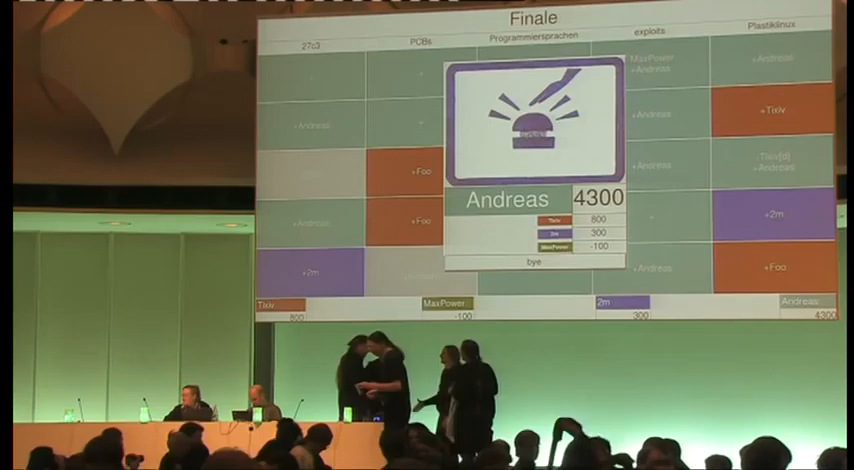 Finale
27c3
PCBs
Programmiersprachen
exploits
Plastiklinux
MaxPower
+Andreas
+Andreas
+Andreas
+Andreas
+Tixiv
+Foo
+Andreas
-Tixiv[o]
+Andreas
+Andreas
+Foo
+2m
+2m
+Andreas
+Foo
Andreas 4300
Tixiv 800
2m 300
MaxPower -100
bye
Tixiv
MaxPower
2m
Andreas
800
-100
300
4300